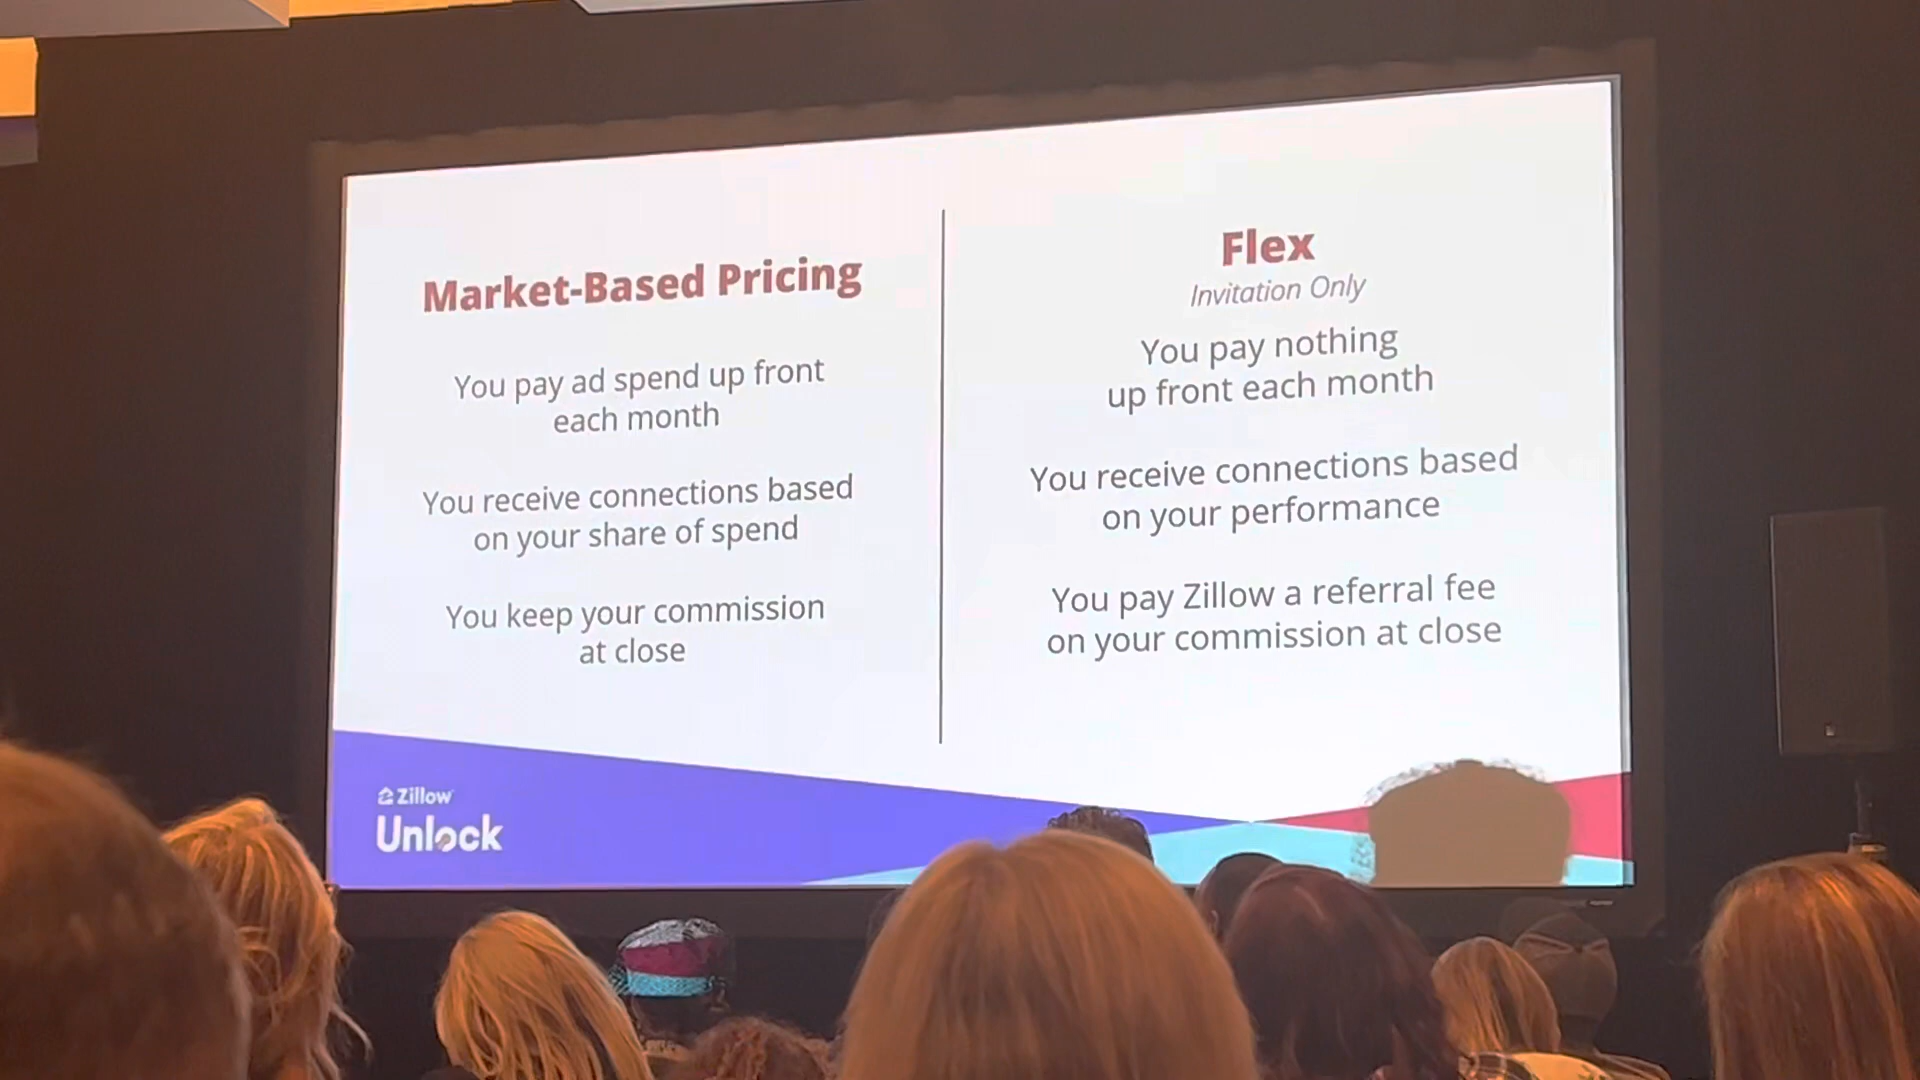 Market-Based Pricing
You pay ad spend up front
each month
You receive connections based
on your share of spend
You keep your commission
at close
Flex
Invitation Only
You pay nothing
up front each month
You receive connections based
on your performance
You pay Zillow a referral fee
on your commission at close
Zillow
Unlock